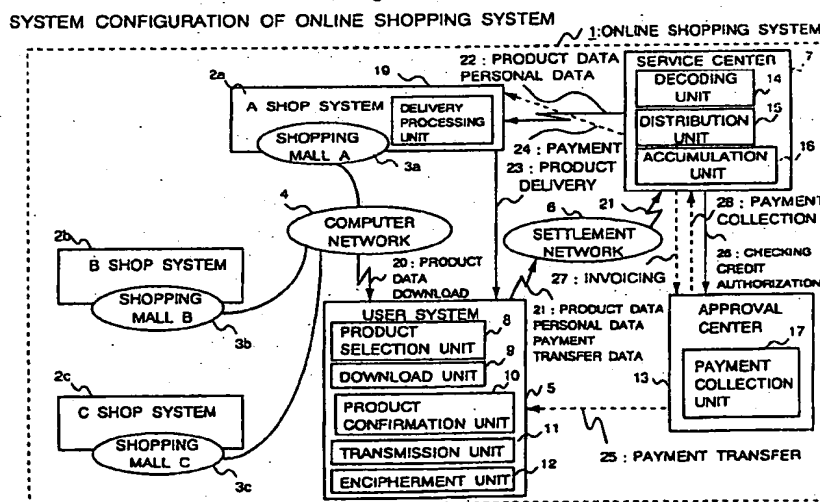 SYSTEM CONFIGURATION OF ONLINE SHOPPING SYSTEM
1:ONLINE SHOPPING SYSTEM
2a
19
22 : PRODUCT DATA
PERSONAL DATA
SERVICE CENTER
7
DECODING
UNIT
14
DISTRIBUTION
UNIT
15
ACCUMULATION
UNIT
16
A SHOP SYSTEM
DELIVERY
PROCESSING
UNIT
SHOPPING
MALL A
3a
24 : PAYMENT
23 : PRODUCT
DELIVERY
4
COMPUTER
NETWORK
6
21
SETTLEMENT
NETWORK
28 : PAYMENT
COLLECTION
26 : CHECKING
CREDIT
AUTHORIZATION
2b
B SHOP SYSTEM
SHOPPING
MALL B
3b
20 : PRODUCT
DATA
DOWNLOAD
27 : INVOICING
USER SYSTEM
PRODUCT
SELECTION UNIT
8
9
DOWNLOAD UNIT
10
5
PRODUCT
CONFIRMATION UNIT
11
TRANSMISSION UNIT
12
ENCIPHERMENT UNIT
21 : PRODUCT DATA
PERSONAL DATA
PAYMENT
TRANSFER DATA
APPROVAL
CENTER
17
13
PAYMENT
COLLECTION
UNIT
2c
C SHOP SYSTEM
SHOPPING
MALL C
3c
25 : PAYMENT TRANSFER